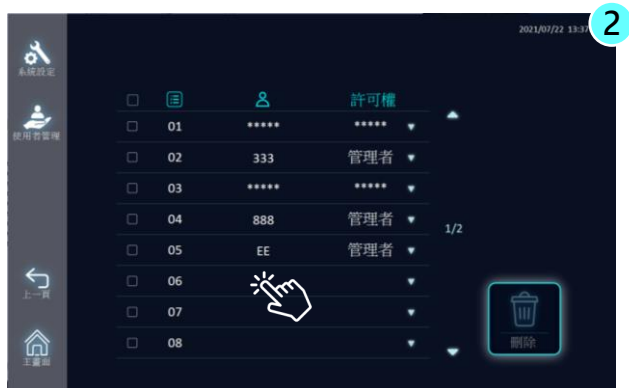 2
2021/07/22 13:37
系統設定
使用者管理
許可權
01 ***** *****
02 333 管理者
03 ***** *****
04 888 管理者
05 EE 管理者
1/2
06
07
08
上一頁
主畫面
刪除